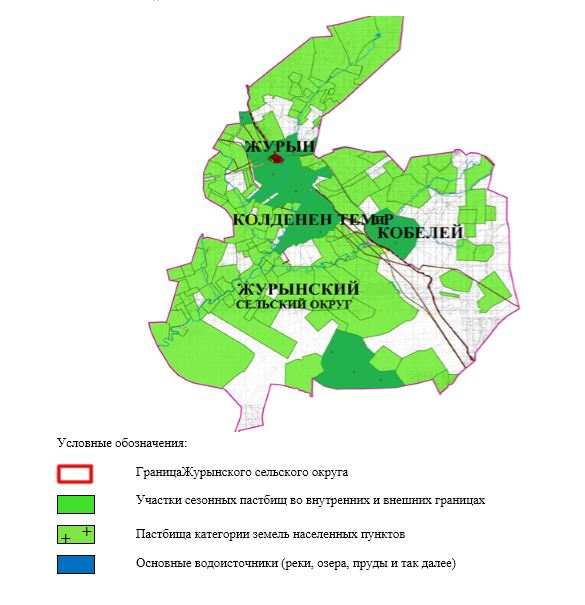 ЖУРЫН
КОЛДЕНЕН ТЕМИР
КОБЕЛЕЙ
ЖУРЫНСКИЙ
СЕЛЬСКИЙ ОКРУГ
Условные обозначения:
ГраницаЖурынского сельского округа
Участки сезонных пастбищ во внутренних и внешних границах
Пастбища категории земель населенных пунктов
Основные водоисточники (реки, озера, пруды и так далее)